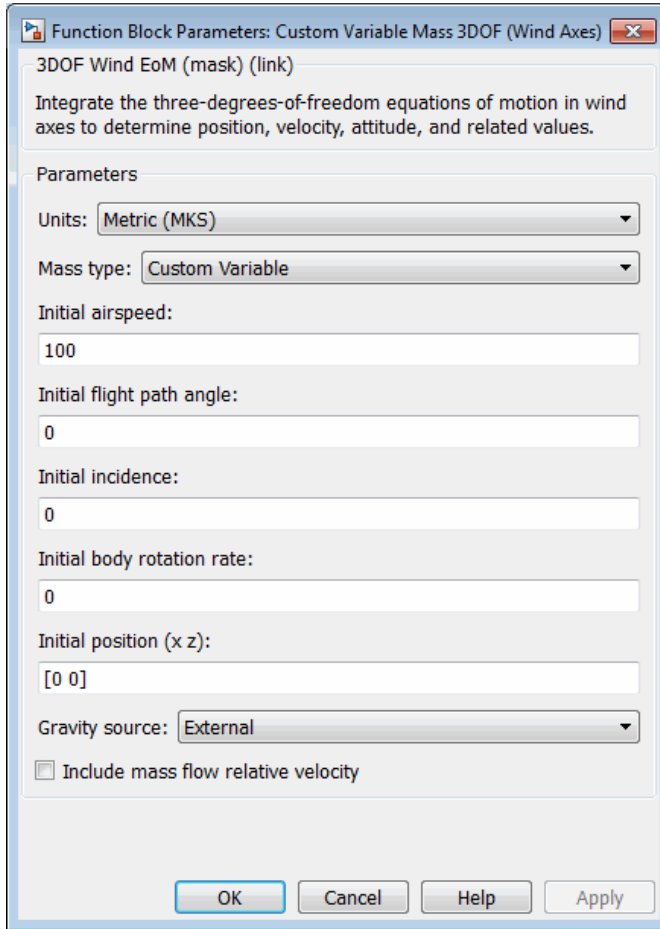 Function Block Parameters: Custom Variable Mass 3DOF (Wind Axes)
3DOF Wind EoM (mask) (link)
Integrate the three-degrees-of-freedom equations of motion in wind
axes to determine position, velocity, attitude, and related values.
Parameters
Units: Metric (MKS)
Mass type: Custom Variable
Initial airspeed:
100
Initial flight path angle:
0
Initial incidence:
0
Initial body rotation rate:
0
Initial position (x z):
[0 0]
Gravity source: External
Include mass flow relative velocity
OK Cancel Help Apply